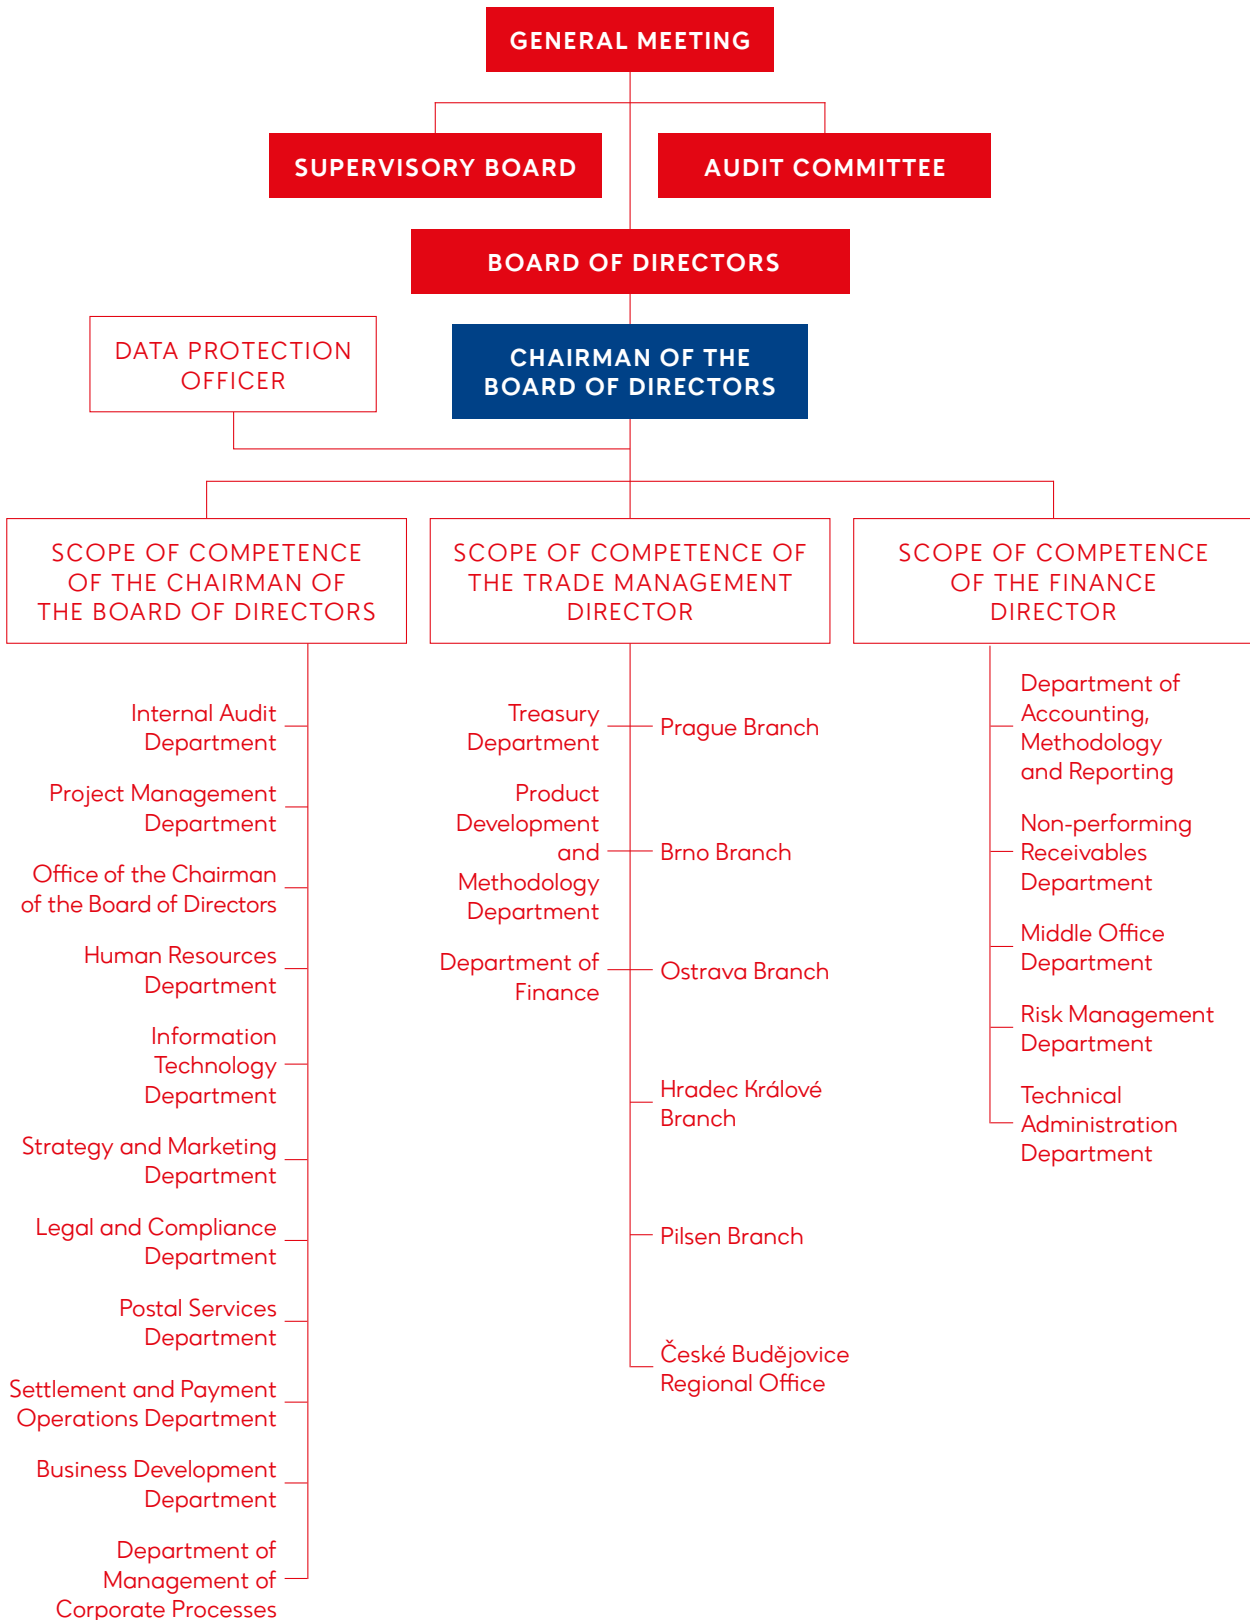 GENERAL MEETING
SUPERVISORY BOARD
AUDIT COMMITTEE
BOARD OF DIRECTORS
DATA PROTECTION
OFFICER
CHAIRMAN OF THE
BOARD OF DIRECTORS
SCOPE OF COMPETENCE
OF THE CHAIRMAN OF
THE BOARD OF DIRECTORS
SCOPE OF COMPETENCE OF
THE TRADE MANAGEMENT
DIRECTOR
SCOPE OF COMPETENCE
OF THE FINANCE
DIRECTOR
Internal Audit
Department
Project Management
Department
Office of the Chairman
of the Board of Directors
Human Resources
Department
Information
Technology
Department
Strategy and Marketing
Department
Legal and Compliance
Department
Postal Services
Department
Settlement and Payment
Operations Department
Business Development
Department
Department of
Management of
Corporate Processes
Treasury
Department
Product
Development
and
Methodology
Department
Department of
Finance
Prague Branch
Brno Branch
Ostrava Branch
Hradec Králové
Branch
Pilsen Branch
České Budějovice
Regional Office
Department of
Accounting,
Methodology
and Reporting
Non-performing
Receivables
Department
Middle Office
Department
Risk Management
Department
Technical
Administration
Department